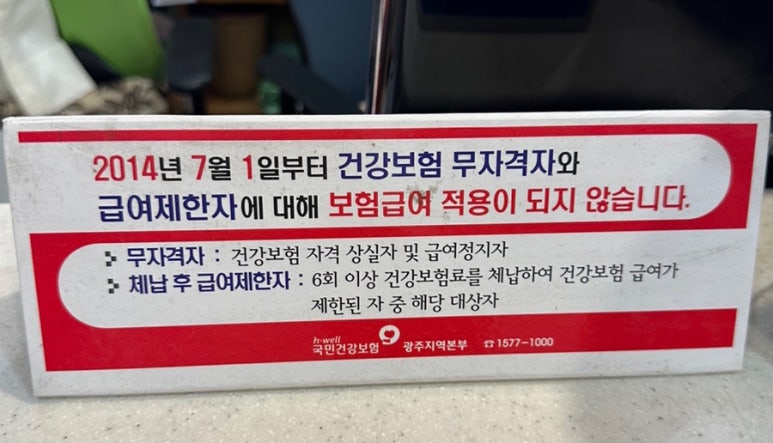 2014년 7월 1일부터 건강보험 무자격자와
급여제한자에 대해 보험급여 적용이 되지 않습니다.
무자격자 : 건강보험 자격 상실자 및 급여정지자
체납 후 급여제한자 : 6회 이상 건강보험료를 체납하여 건강보험 급여가
제한된 자 중 해당 대상자
h-well
국민건강보험 광주지역본부 ☎1577-1000